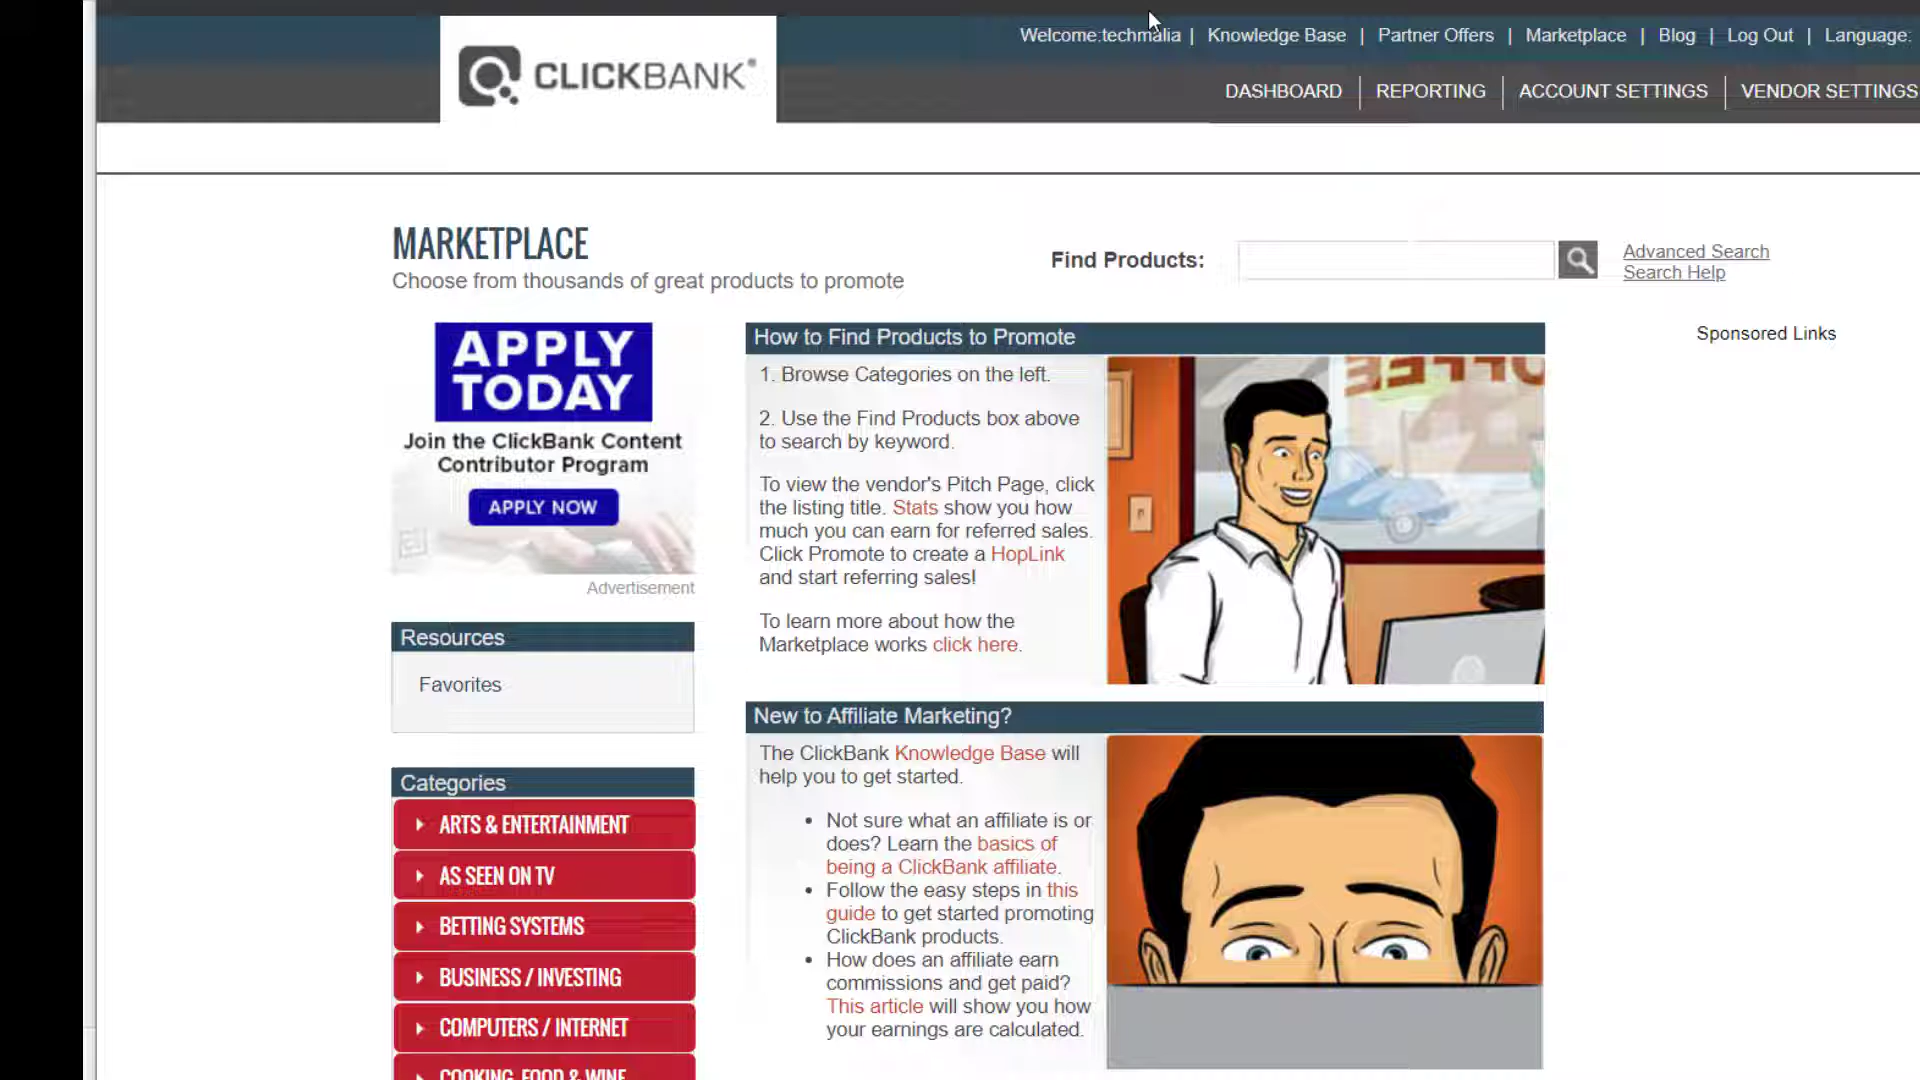 Welcome:techmalia | Knowledge Base | Partner Offers | Marketplace | Blog | Log Out | Language:
CLICKBANK®
DASHBOARD | REPORTING | ACCOUNT SETTINGS | VENDOR SETTINGS
MARKETPLACE
Choose from thousands of great products to promote
Find Products:
Advanced Search
Search Help
APPLY
TODAY
Join the ClickBank Content
Contributor Program
APPLY NOW
Advertisement
Resources
Favorites
Categories
ARTS & ENTERTAINMENT
AS SEEN ON TV
BETTING SYSTEMS
BUSINESS / INVESTING
COMPUTERS / INTERNET
COOKING, FOOD & WINE
How to Find Products to Promote
1. Browse Categories on the left.
2. Use the Find Products box above
to search by keyword.
To view the vendor's Pitch Page, click
the listing title. Stats show you how
much you can earn for referred sales.
Click Promote to create a HopLink
and start referring sales!
To learn more about how the
Marketplace works click here.
New to Affiliate Marketing?
The ClickBank Knowledge Base will
help you to get started.
• Not sure what an affiliate is or
does? Learn the basics of
being a ClickBank affiliate.
• Follow the easy steps in this
guide to get started promoting
ClickBank products.
• How does an affiliate earn
commissions and get paid?
This article will show you how
your earnings are calculated.
Sponsored Links